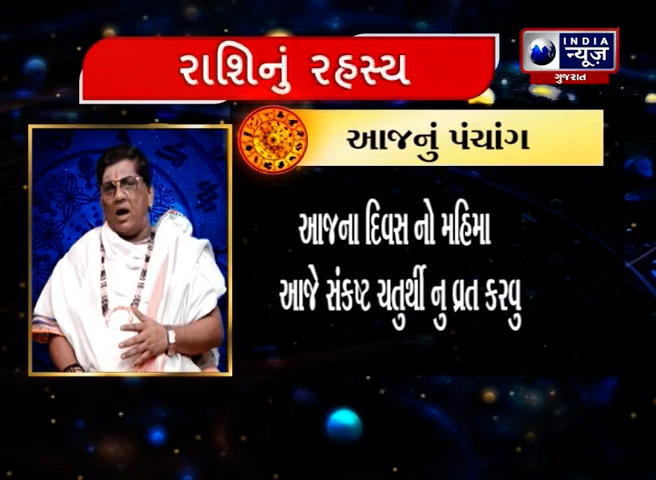 રાશિનું રહસ્ય
INDIA
न्यूज़
ગુજરાત
આજનું પંચાંગ
આજના દિવસ નો મહિમા
આજે સંકષ્ટ ચતુર્થી નુ વ્રત કરવુ